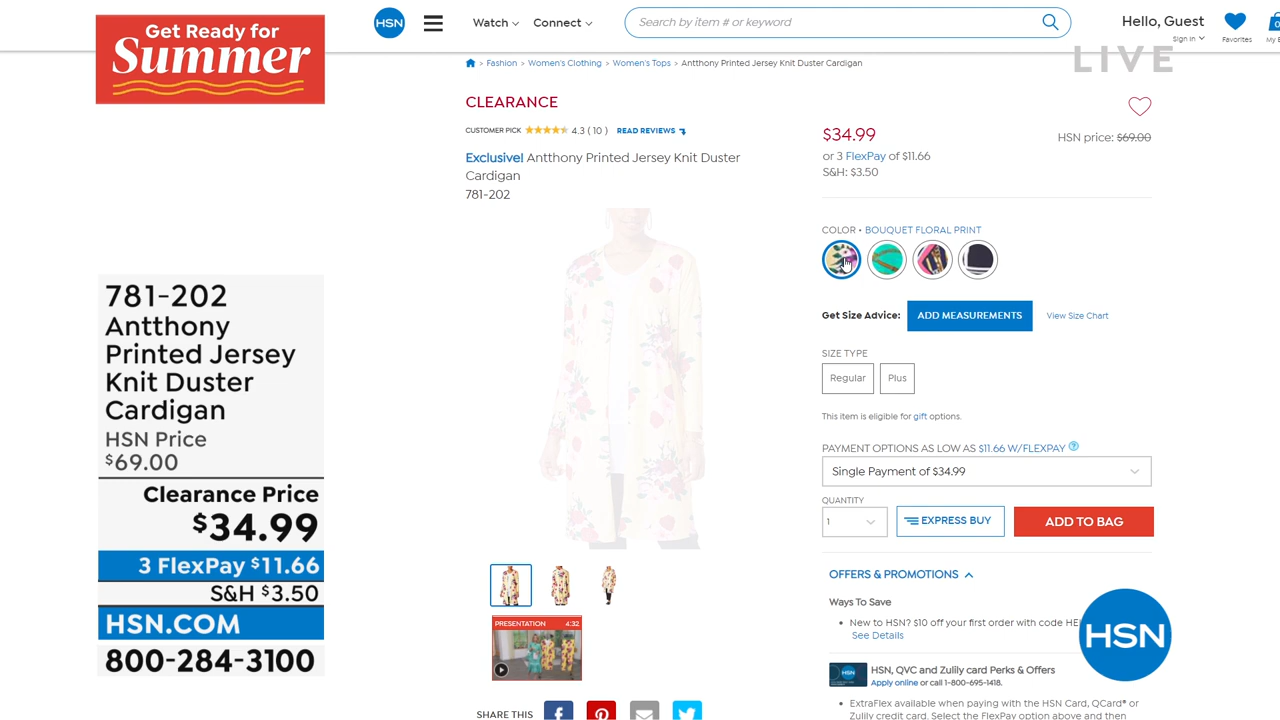 Get Ready for
Summer
HSN
Watch
Connect
Search by item # or keyword
Hello, Guest
Sign In
Favorites
0
LIVE
> Fashion > Women's Clothing > Women's Tops > Antthony Printed Jersey Knit Duster Cardigan
CLEARANCE
CUSTOMER PICK 4.3 ( 10 ) READ REVIEWS
Exclusive! Antthony Printed Jersey Knit Duster
Cardigan
781-202
$34.99
HSN price: $69.00
or 3 FlexPay of $11.66
S&H: $3.50
COLOR • BOUQUET FLORAL PRINT
Get Size Advice: ADD MEASUREMENTS View Size Chart
SIZE TYPE
Regular Plus
This item is eligible for gift options.
PAYMENT OPTIONS AS LOW AS $11.66 W/FLEXPAY ?
Single Payment of $34.99
QUANTITY
1 EXPRESS BUY ADD TO BAG
OFFERS & PROMOTIONS
Ways To Save
• New to HSN? $10 off your first order with code
See Details
HSN, QVC and Zulily card Perks & Offers
Apply online or call 1-800-695-1418.
• ExtraFlex available when paying with the HSN Card, QCard® or
Zulily credit card. Select the FlexPay option above and then
PRESENTATION 4:32
SHARE THIS
781-202
Antthony
Printed Jersey
Knit Duster
Cardigan
HSN Price
$69.00
Clearance Price
$34.99
3 FlexPay $11.66
S&H $3.50
HSN.COM
800-284-3100
HSN